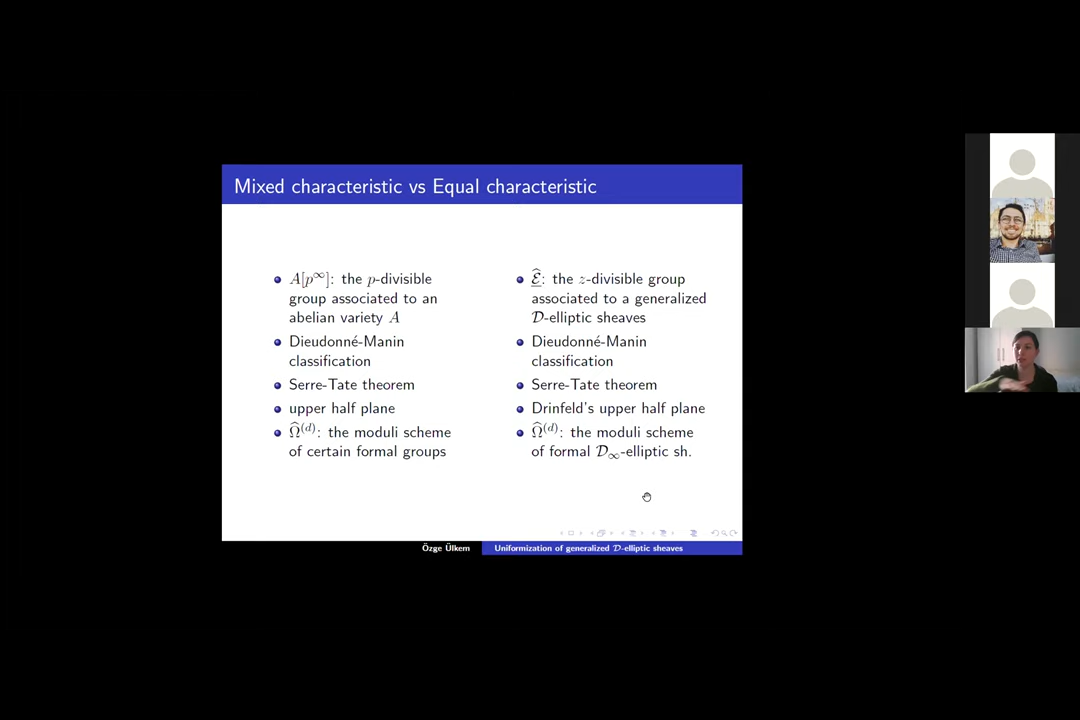 Mixed characteristic vs Equal characteristic
A[p^∞]: the p-divisible
group associated to an
abelian variety A
Dieudonné-Manin
classification
Serre-Tate theorem
upper half plane
Ω̂^(d): the moduli scheme
of certain formal groups
ℰ̲̂: the z-divisible group
associated to a generalized
𝒟-elliptic sheaves
Dieudonné-Manin
classification
Serre-Tate theorem
Drinfeld's upper half plane
Ω̂^(d): the moduli scheme
of formal 𝒟_∞-elliptic sh.
Özge Ülkem
Uniformization of generalized 𝒟-elliptic sheaves